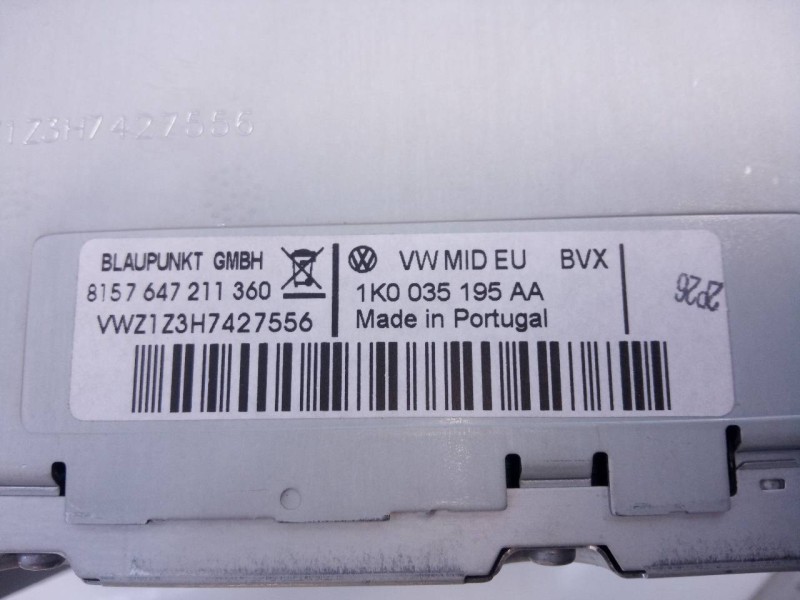 1Z3H7427556
BLAUPUNKT GMBH
8157 647 211 360
VWZ1Z3H7427556
VW MID EU BVX
1K0 035 195 AA
Made in Portugal
2P26